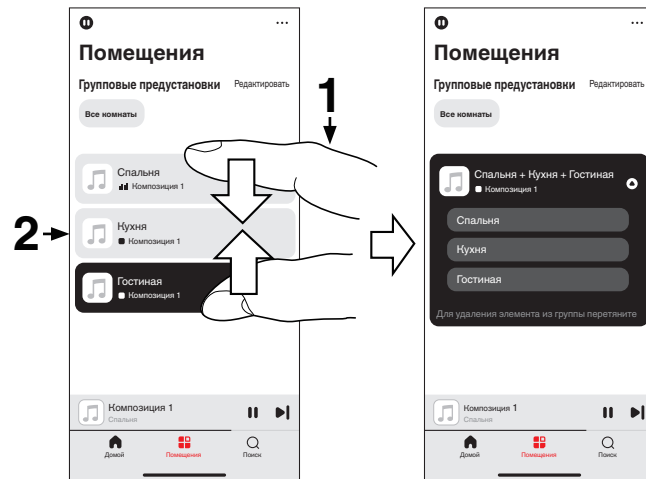 Помещения
Групповые предустановки Редактировать
Все комнаты
1
Спальня
Композиция 1
2
Кухня
Композиция 1
Гостиная
Композиция 1
Композиция 1
Спальня
Домой Помещения Поиск
Помещения
Групповые предустановки Редактировать
Все комнаты
Спальня + Кухня + Гостиная
Композиция 1
Спальня
Кухня
Гостиная
Для удаления элемента из группы перетяните
Композиция 1
Спальня
Домой Помещения Поиск